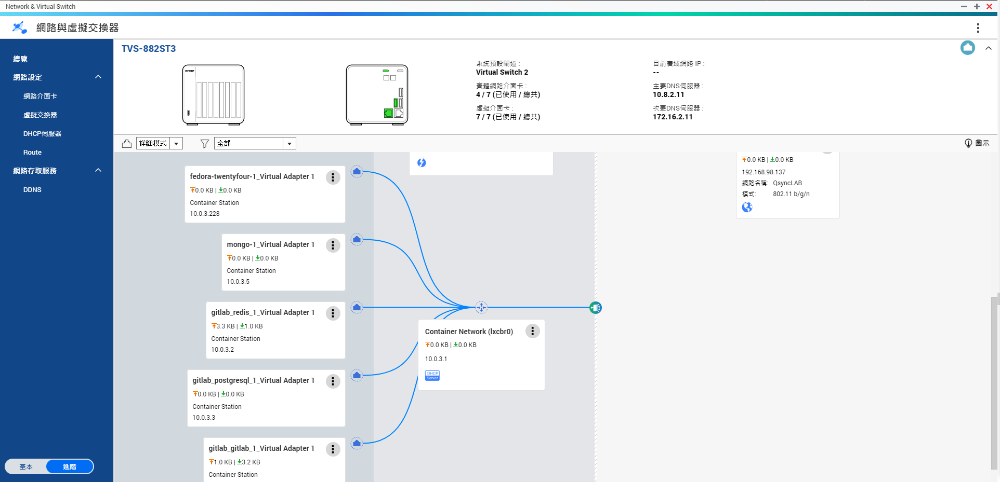 Network & Virtual Switch
網路與虛擬交換器
總覽
網路設定
網路介面卡
虛擬交換器
DHCP伺服器
Route
網路存取服務
DDNS
基本
進階
TVS-882ST3
QNAP
系統預設閘道 :
Virtual Switch 2
實體網路介面卡 :
4 / 7 (已使用 / 總共)
虛擬介面卡 :
7 / 7 (已使用 / 總共)
目前廣域網路 IP :
--
主要DNS伺服器 :
10.8.2.11
次要DNS伺服器 :
172.16.2.11
詳細模式
全部
圖示
fedora-twentyfour-1_Virtual Adapter 1
0.0 KB | 0.0 KB
Container Station
10.0.3.228
mongo-1_Virtual Adapter 1
0.0 KB | 0.0 KB
Container Station
10.0.3.5
gitlab_redis_1_Virtual Adapter 1
3.3 KB | 1.0 KB
Container Station
10.0.3.2
gitlab_postgresql_1_Virtual Adapter 1
0.0 KB | 0.0 KB
Container Station
10.0.3.3
gitlab_gitlab_1_Virtual Adapter 1
1.0 KB | 3.2 KB
Container Station
Container Network (lxcbr0)
0.0 KB | 0.0 KB
10.0.3.1
DHCP
Server
0.0 KB | 0.0 KB
192.168.98.137
網路名稱: QsyncLAB
模式: 802.11 b/g/n